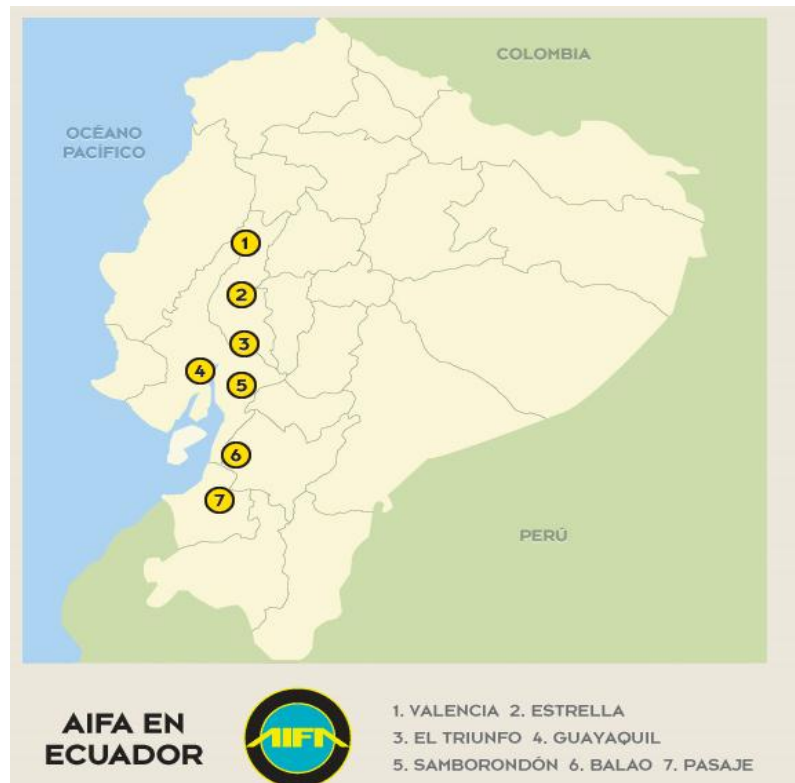 COLOMBIA
OCÉANO
PACÍFICO
1
2
3
4
5
6
7
PERÚ
AIFA EN
ECUADOR
AIFA
1. VALENCIA 2. ESTRELLA
3. EL TRIUNFO 4. GUAYAQUIL
5. SAMBORONDÓN 6. BALAO 7. PASAJE